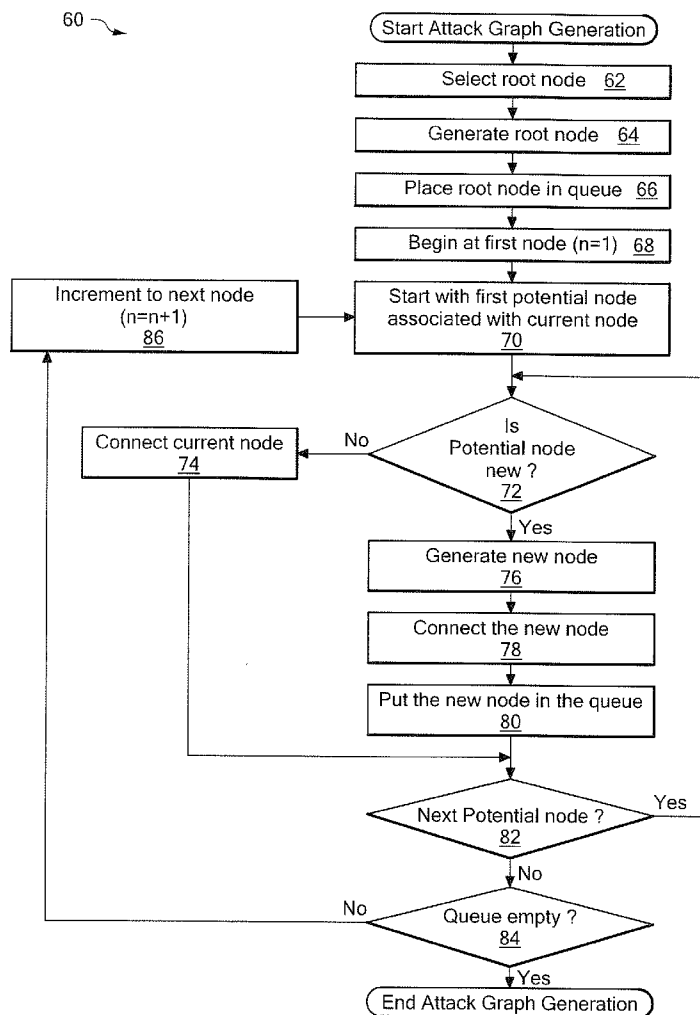 60
Start Attack Graph Generation
Select root node 62
Generate root node 64
Place root node in queue 66
Begin at first node (n=1) 68
Increment to next node
(n=n+1)
86
Start with first potential node
associated with current node
70
Is
Potential node
new ?
72
No
Connect current node
74
Yes
Generate new node
76
Connect the new node
78
Put the new node in the queue
80
Next Potential node ?
82
Yes
No
Queue empty ?
84
No
Yes
End Attack Graph Generation